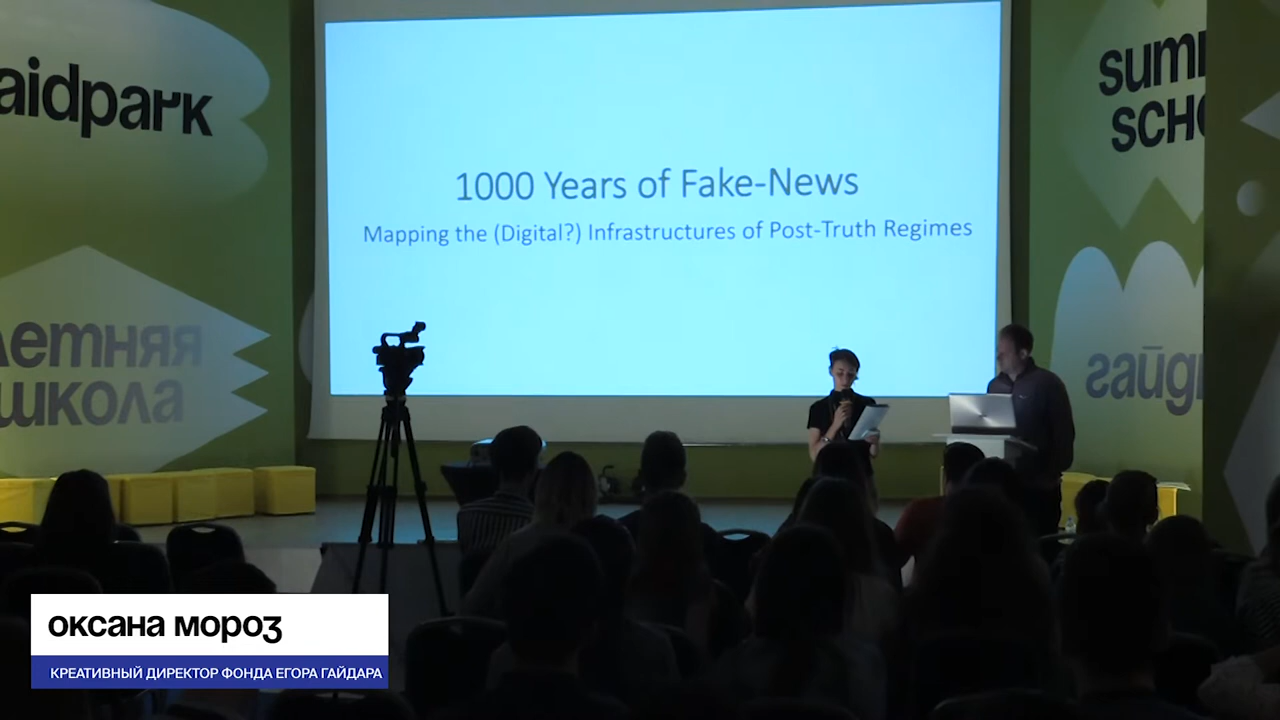 aidpark
summ
scho
1000 Years of Fake-News
Mapping the (Digital?) Infrastructures of Post-Truth Regimes
летняя
школа
гайд
оксана мороз
КРЕАТИВНЫЙ ДИРЕКТОР ФОНДА ЕГОРА ГАЙДАРА